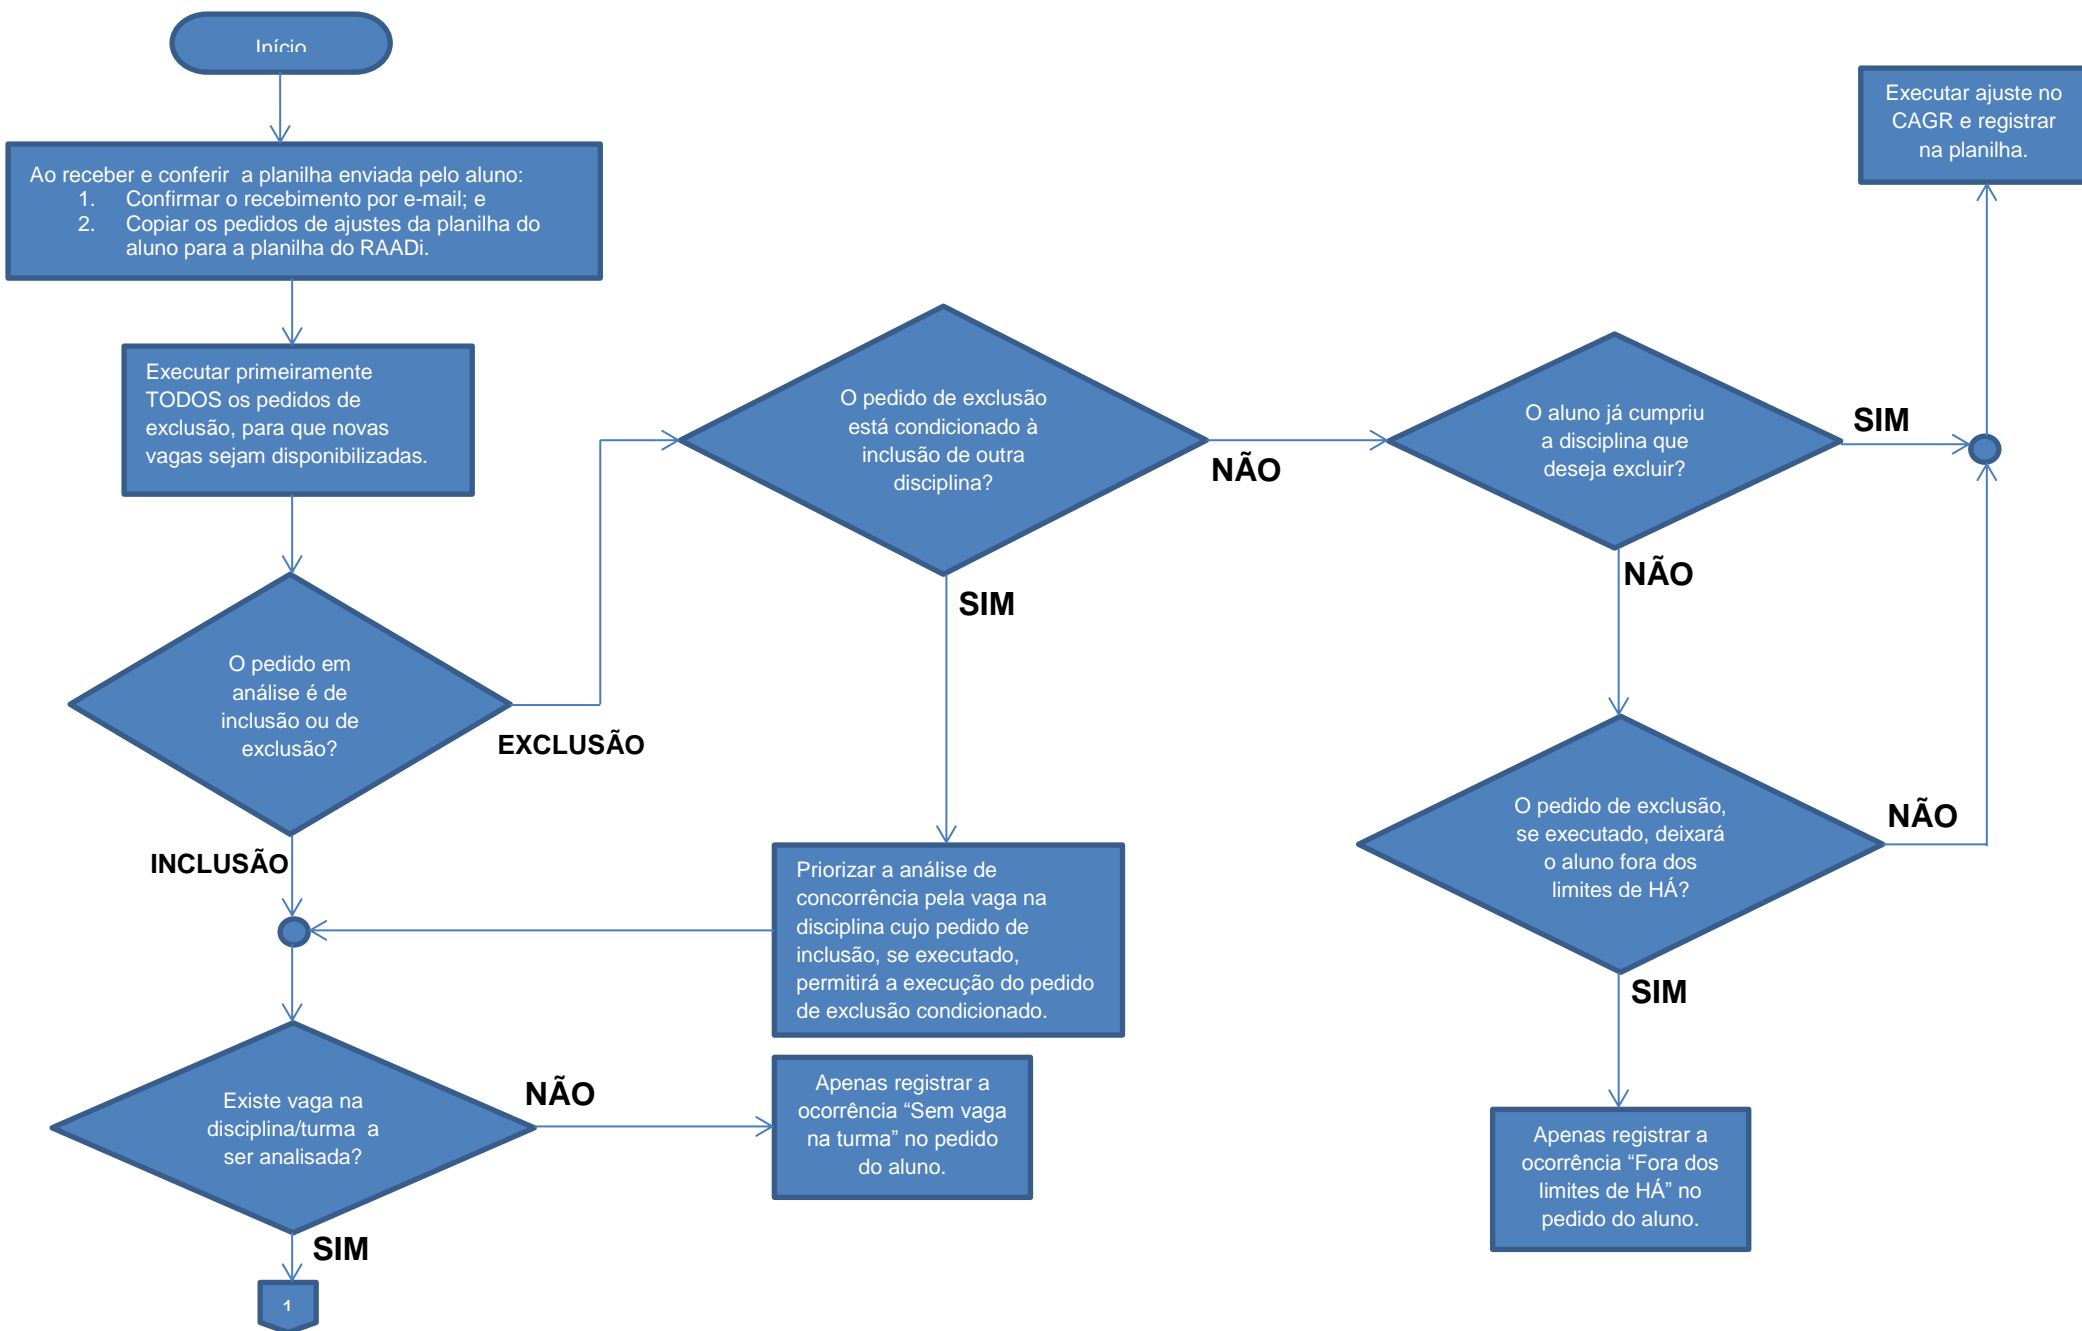 Início
Ao receber e conferir a planilha enviada pelo aluno:
1. Confirmar o recebimento por e-mail; e
2. Copiar os pedidos de ajustes da planilha do
aluno para a planilha do RAADi.
Executar primeiramente
TODOS os pedidos de
exclusão, para que novas
vagas sejam disponibilizadas.
O pedido em
análise é de
inclusão ou de
exclusão?
EXCLUSÃO
INCLUSÃO
O pedido de exclusão
está condicionado à
inclusão de outra
disciplina?
NÃO
SIM
O aluno já cumpriu
a disciplina que
deseja excluir?
SIM
NÃO
Executar ajuste no
CAGR e registrar
na planilha.
O pedido de exclusão,
se executado, deixará
o aluno fora dos
limites de HÁ?
NÃO
SIM
Apenas registrar a
ocorrência “Fora dos
limites de HÁ” no
pedido do aluno.
Priorizar a análise de
concorrência pela vaga na
disciplina cujo pedido de
inclusão, se executado,
permitirá a execução do pedido
de exclusão condicionado.
Existe vaga na
disciplina/turma a
ser analisada?
NÃO
Apenas registrar a
ocorrência “Sem vaga
na turma” no pedido
do aluno.
SIM
1